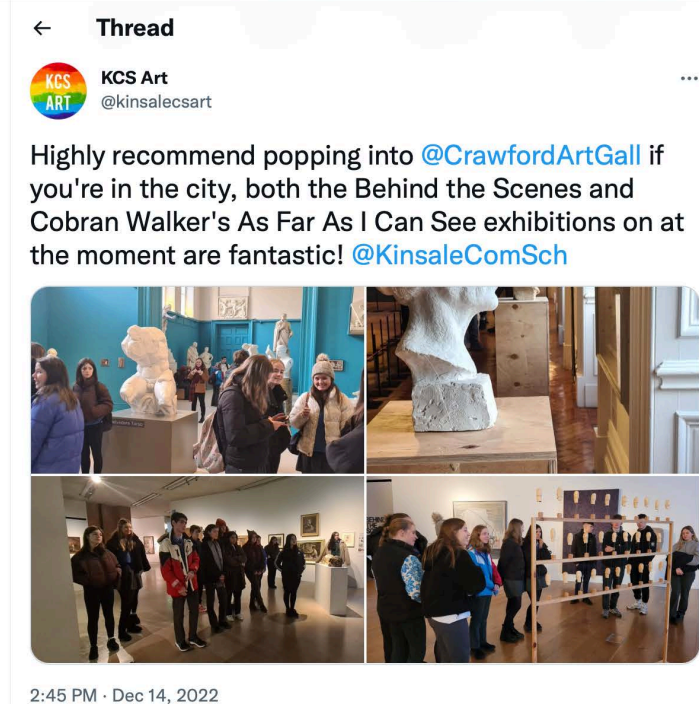 Thread
KCS
ART
KCS Art
@kinsalecsart
Highly recommend popping into @CrawfordArtGall if
you're in the city, both the Behind the Scenes and
Cobran Walker's As Far As I Can See exhibitions on at
the moment are fantastic! @KinsaleComSch
2:45 PM · Dec 14, 2022